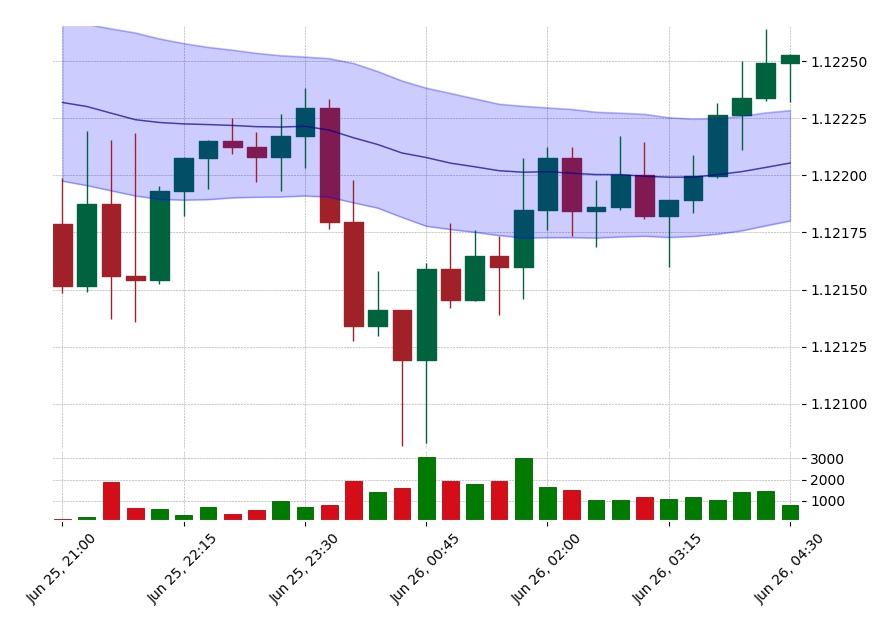 1.12250
1.12225
1.12200
1.12175
1.12150
1.12125
1.12100
3000
2000
1000
Jun 25, 21:00
Jun 25, 22:15
Jun 25, 23:30
Jun 26, 00:45
Jun 26, 02:00
Jun 26, 03:15
Jun 26, 04:30